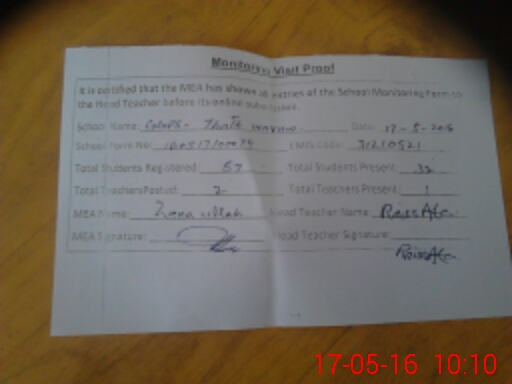 Monitoring Visit Proof
It is certified that the MEA has shown all entries of the School Monitoring Form to
the Head Teacher before its online submission.
School Name: Date: 17-5-2016
School Form No: EMIS Code: 31210521
Total Students Registered: 57 Total Students Present: 32
Total Teachers Posted: 2 Total Teachers Present: 1
MEA Name: Head Teacher Name:
MEA Signature: Head Teacher Signature:
17-05-16 10:10